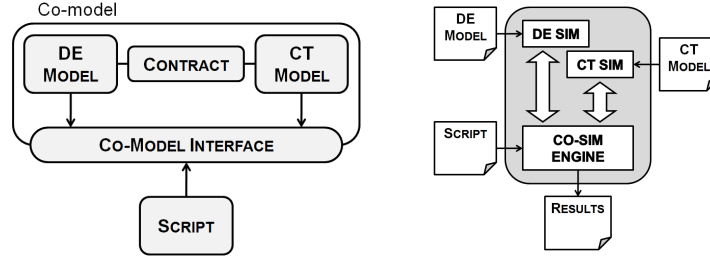 Co-model
DE
MODEL
CONTRACT
CT
MODEL
CO-MODEL INTERFACE
SCRIPT
DE
MODEL
DE SIM
CT SIM
CT
MODEL
SCRIPT
CO-SIM
ENGINE
RESULTS